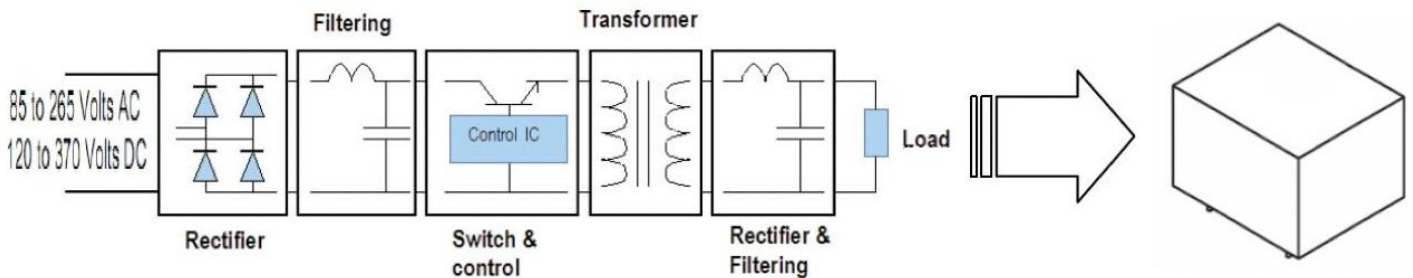 Filtering
Transformer
85 to 265 Volts AC
120 to 370 Volts DC
Control IC
Load
Rectifier
Switch &
control
Rectifier &
Filtering